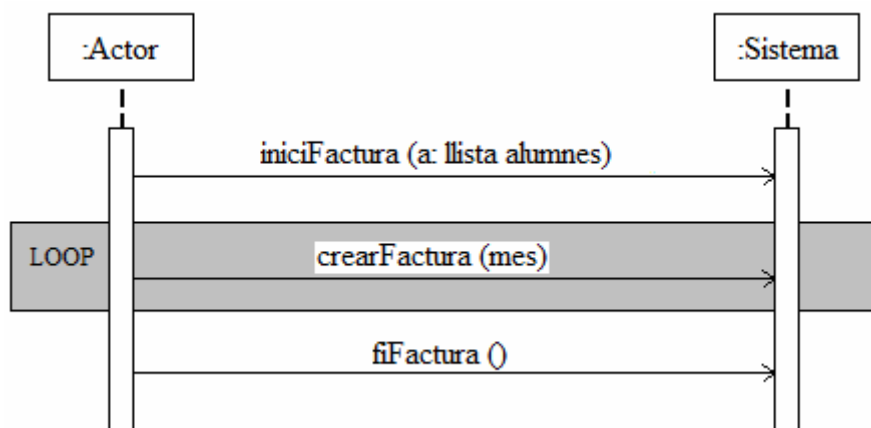 :Actor
:Sistema
iniciFactura (a: llista alumnes)
LOOP
crearFactura (mes)
fiFactura ()